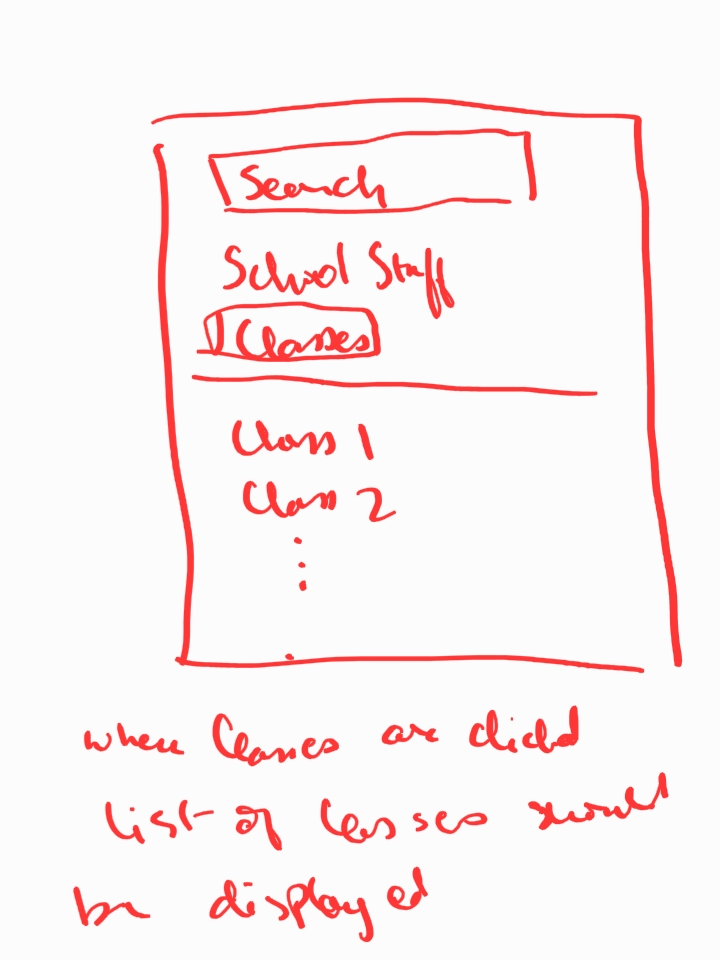 Search
School Staff
Classes
Class 1
Class 2
when Classes are clicked
list of classes should
be displayed